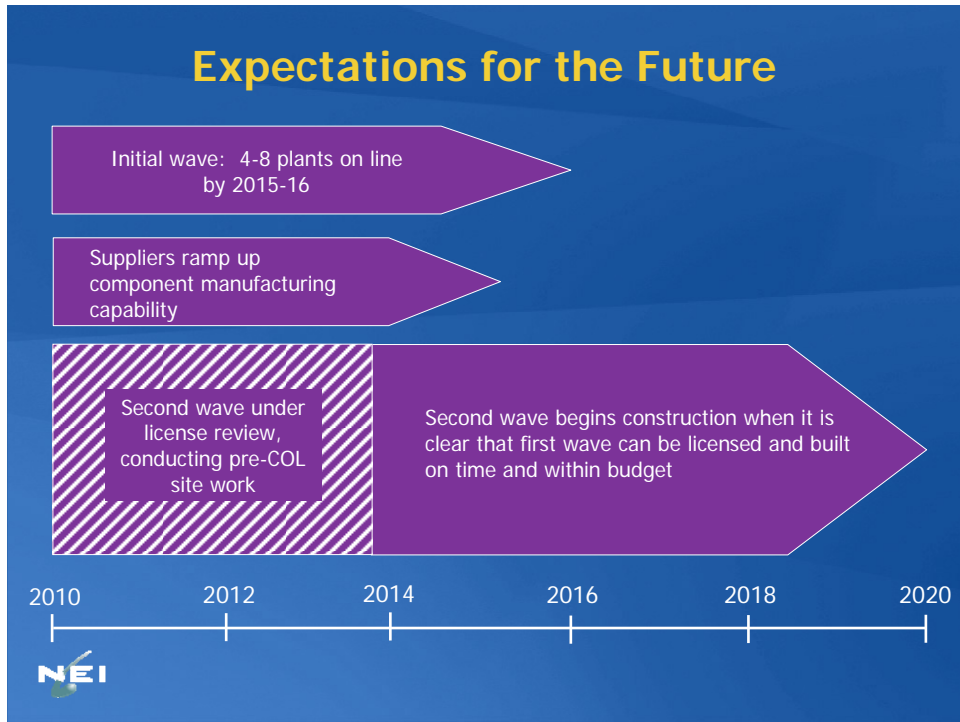 Expectations for the Future
Initial wave: 4-8 plants on line
by 2015-16
Suppliers ramp up
component manufacturing
capability
Second wave under
license review,
conducting pre-COL
site work
Second wave begins construction when it is
clear that first wave can be licensed and built
on time and within budget
2010 2012 2014 2016 2018 2020
NEI